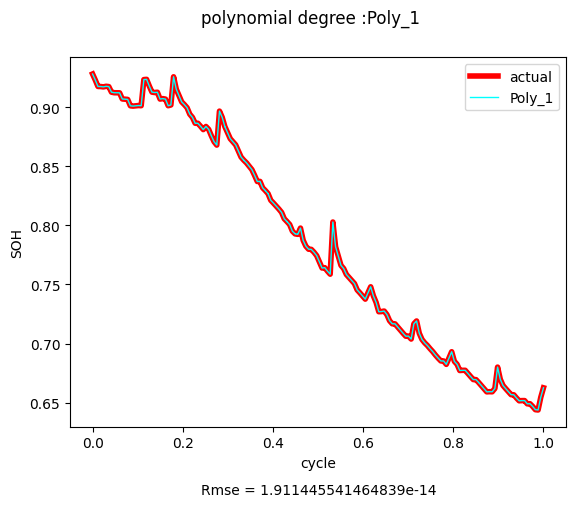 polynomial degree :Poly_1
actual
Poly_1
0.90
0.85
0.80
0.75
0.70
0.65
SOH
0.0 0.2 0.4 0.6 0.8 1.0
cycle
Rmse = 1.911445541464839e-14